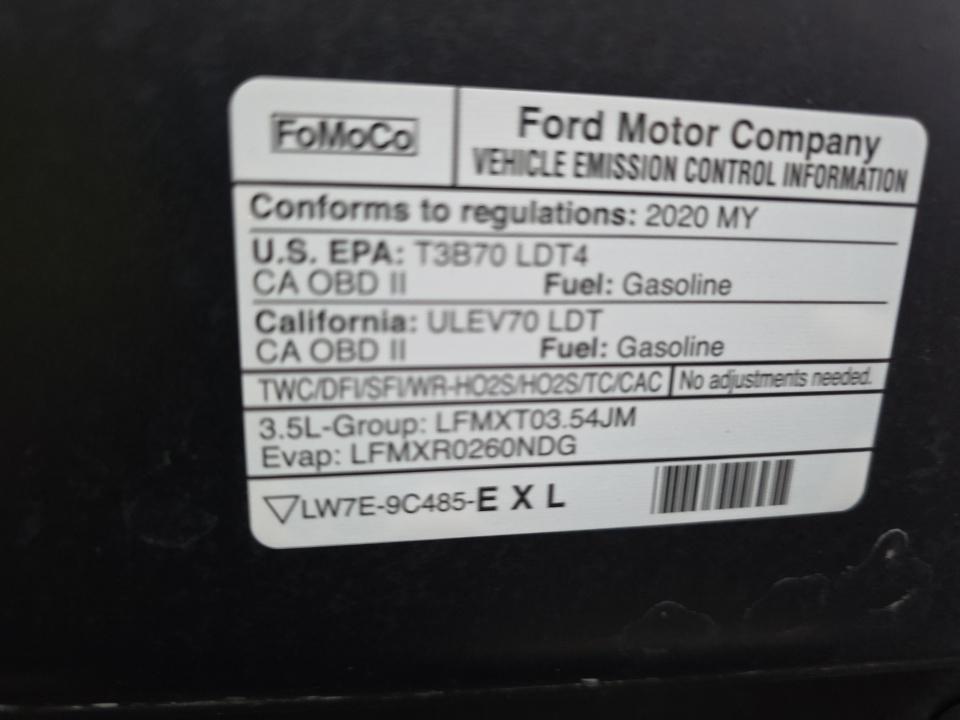 FoMoCo
Ford Motor Company
VEHICLE EMISSION CONTROL INFORMATION
Conforms to regulations: 2020 MY
U.S. EPA: T3B70 LDT4
CA OBD II Fuel: Gasoline
California: ULEV70 LDT
CA OBD II Fuel: Gasoline
TWC/DFI/SFI/WR-HO2S/HO2S/TC/CAC No adjustments needed.
3.5L-Group: LFMXT03.54JM
Evap: LFMXR0260NDG
LW7E-9C485-E X L